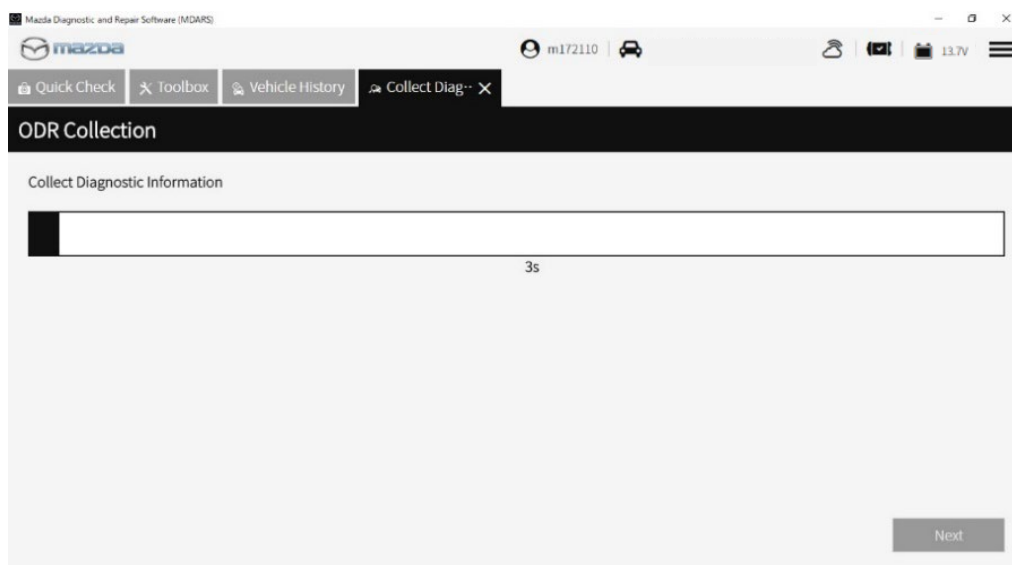 Mazda Diagnostic and Repair Software (MDARS)
mazda m172110 13.7V
Quick Check Toolbox Vehicle History Collect Diag··
ODR Collection
Collect Diagnostic Information
3s
Next